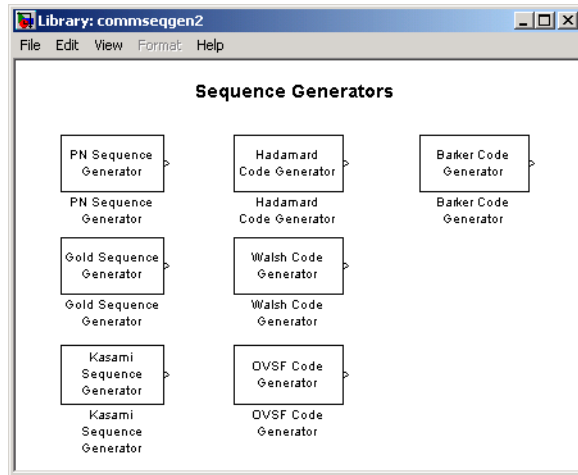 Library: commseqgen2
File Edit View Format Help
Sequence Generators
PN Sequence
Generator
PN Sequence
Generator
Hadamard
Code Generator
Hadamard
Code Generator
Barker Code
Generator
Barker Code
Generator
Gold Sequence
Generator
Gold Sequence
Generator
Walsh Code
Generator
Walsh Code
Generator
Kasami
Sequence
Generator
Kasami
Sequence
Generator
OVSF Code
Generator
OVSF Code
Generator